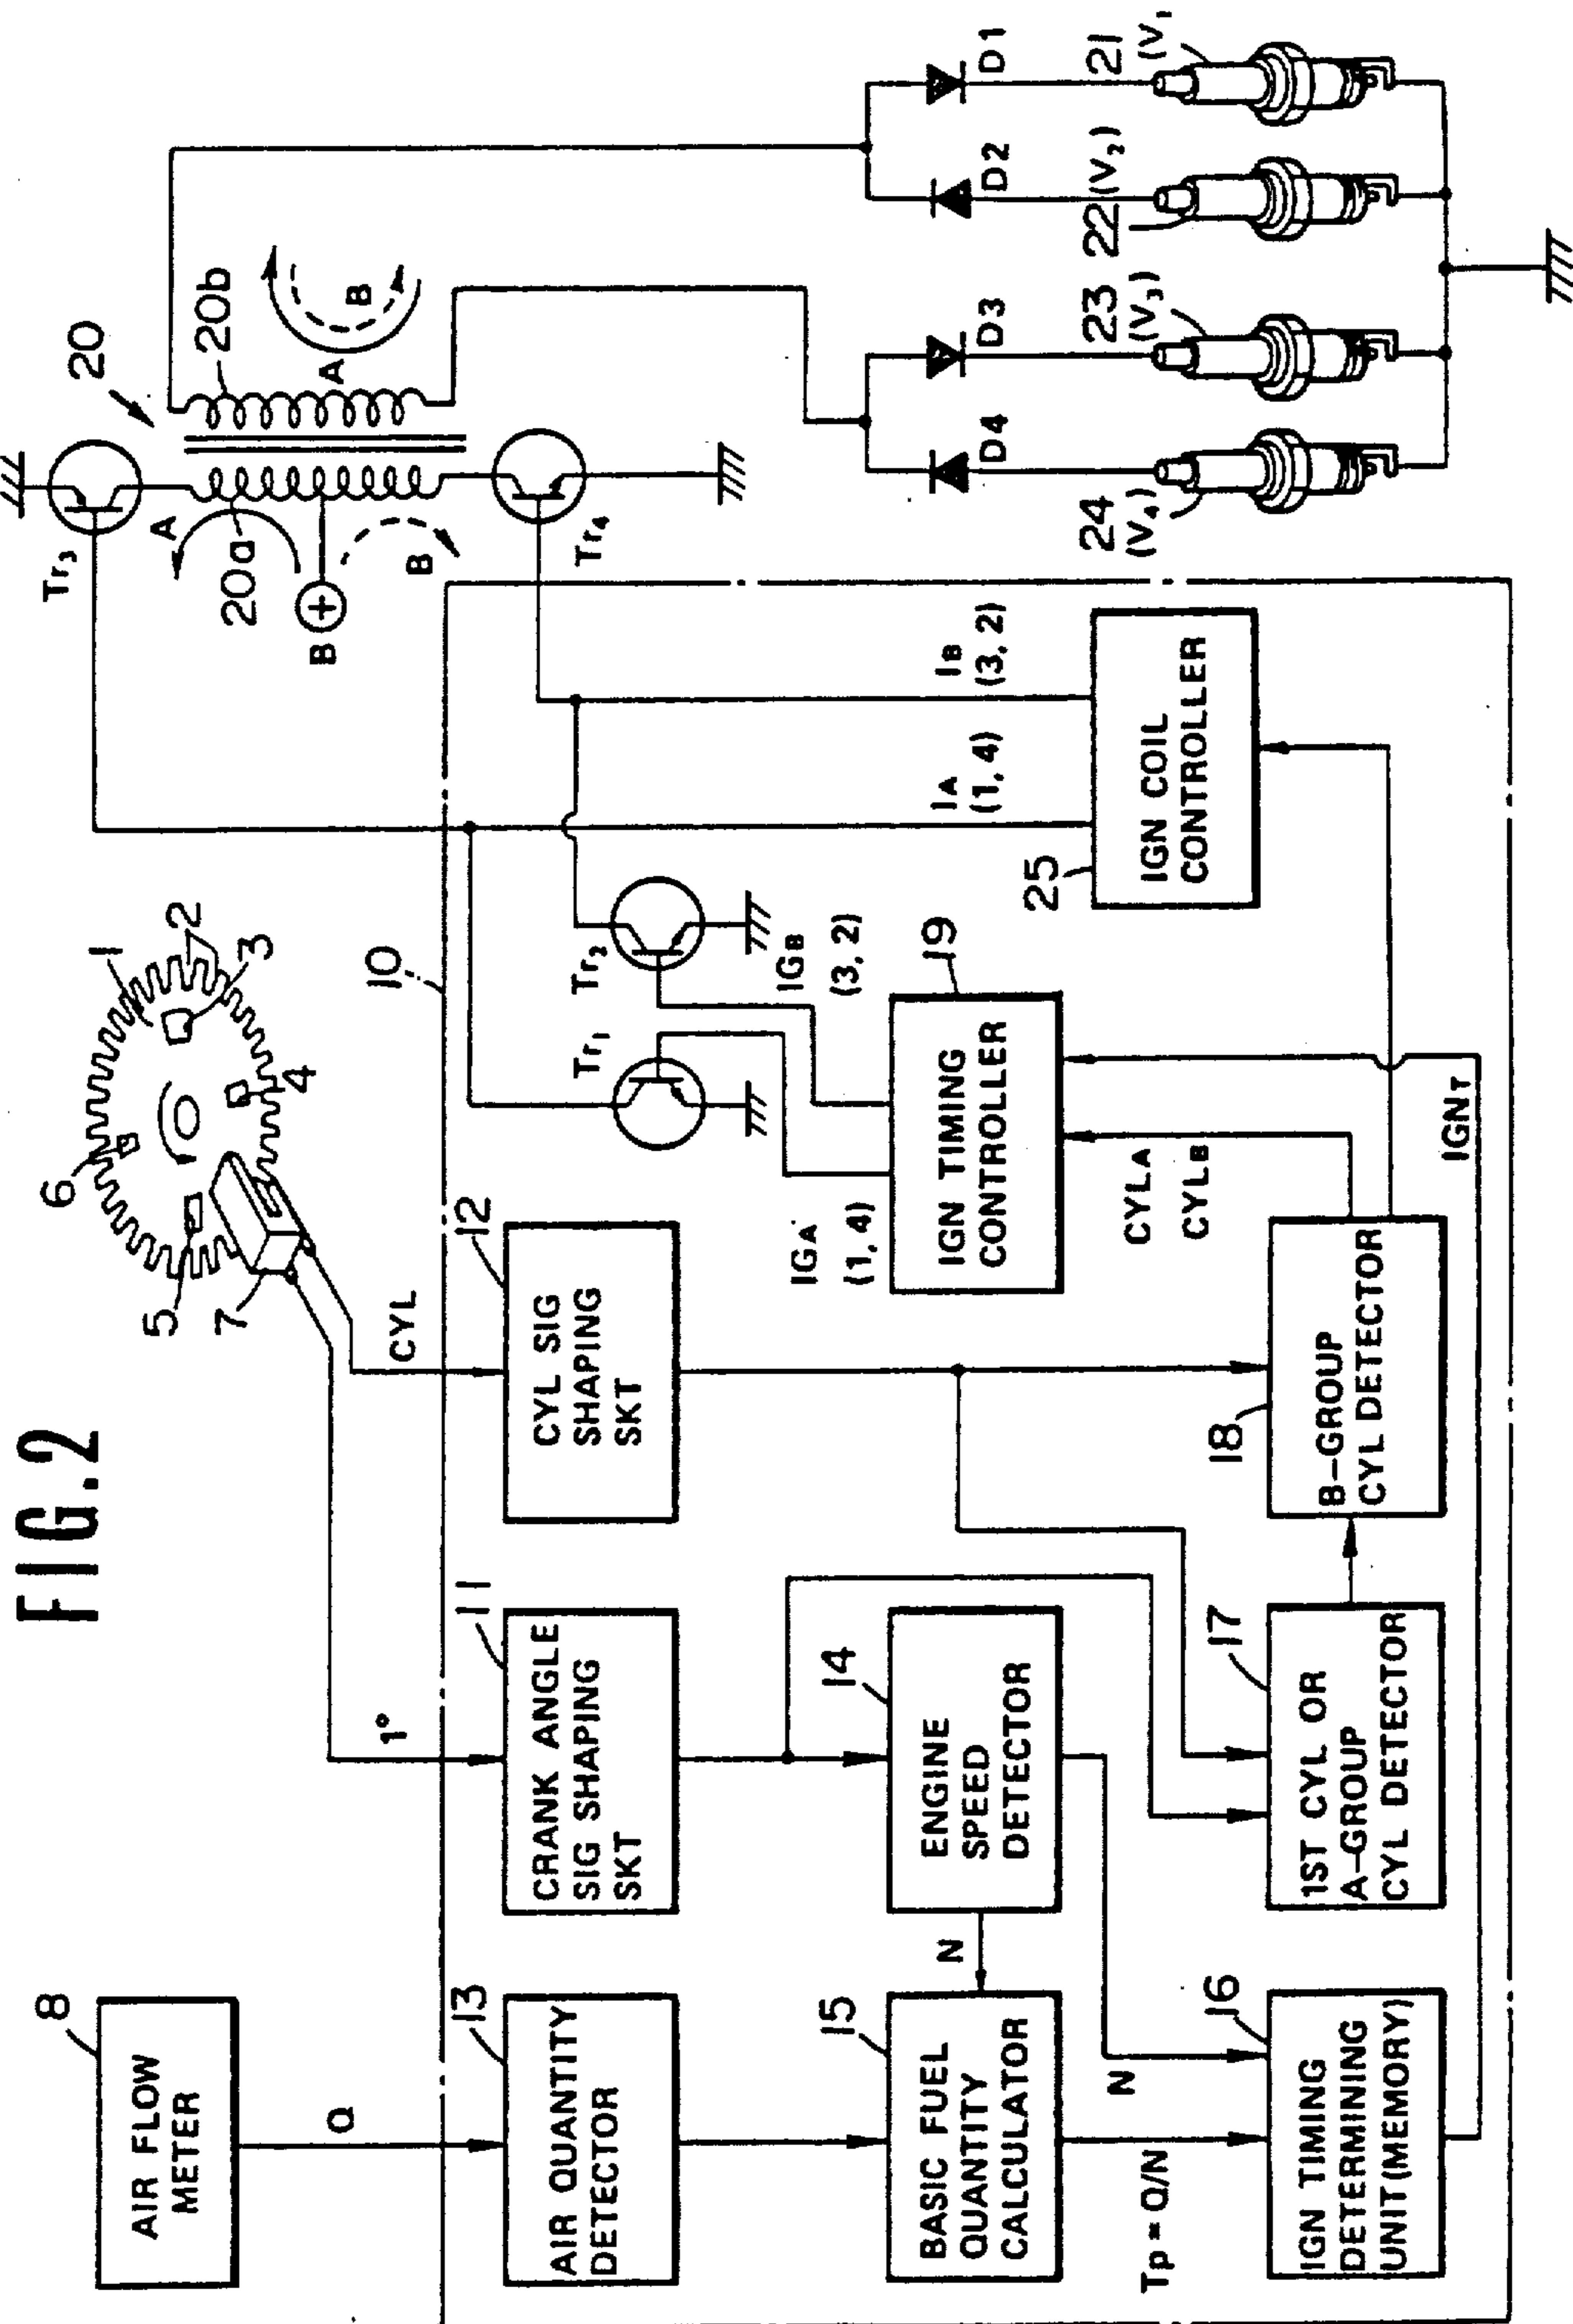 FIG.2
8
AIR FLOW
METER
Q
1°
CYL
1
2
3
4
5
6
7
10
11
CRANK ANGLE
SIG SHAPING
SKT
12
CYL SIG
SHAPING
SKT
13
AIR QUANTITY
DETECTOR
14
ENGINE
SPEED
DETECTOR
N
15
BASIC FUEL
QUANTITY
CALCULATOR
Tp = Q/N
N
16
IGN TIMING
DETERMINING
UNIT (MEMORY)
17
1ST CYL OR
A-GROUP
CYL DETECTOR
18
B-GROUP
CYL DETECTOR
CYLA
CYLB
IGNT
19
IGN TIMING
CONTROLLER
IGA
(1,4)
IGB
(3,2)
Tr1
Tr2
25
IGN COIL
CONTROLLER
IA
(1,4)
IB
(3,2)
Tr3
Tr4
20
20a
20b
A
B
A
B
B
+
D1
D2
D3
D4
21
(V1
22 (V2)
23
(V3)
24
(V4)